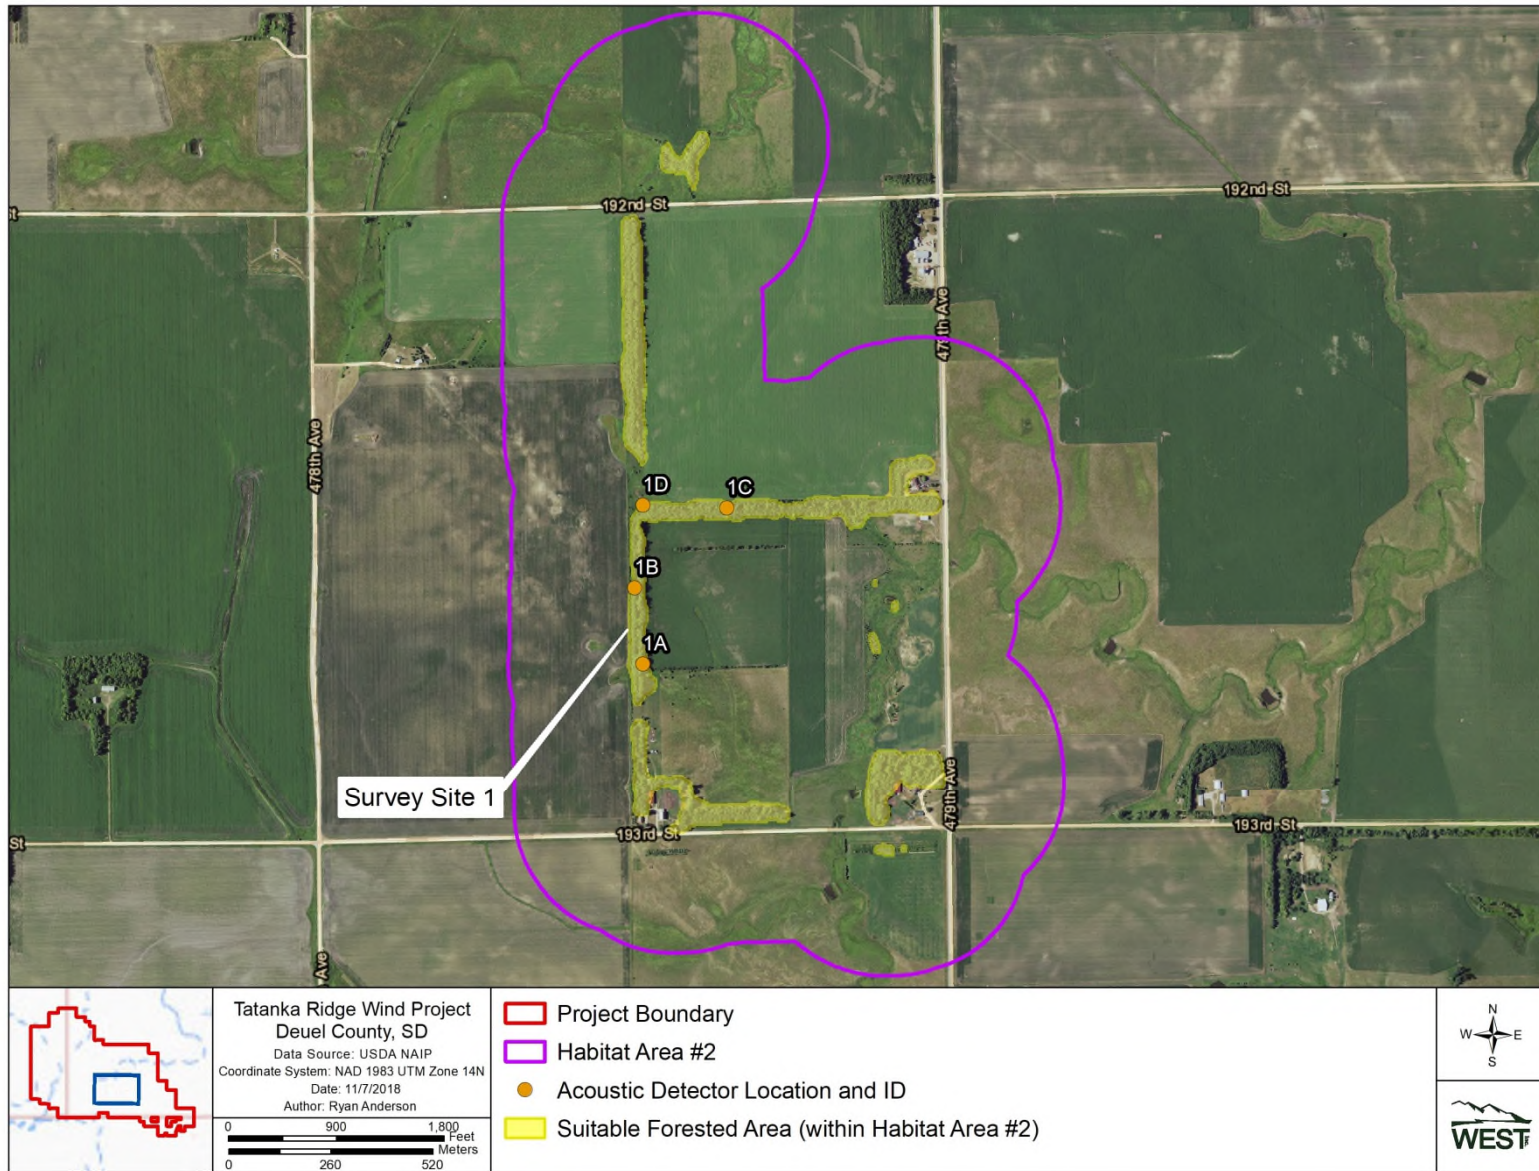 192nd St
192nd St
St
479th Ave
478th Ave
1D
1C
1B
1A
Survey Site 1
479th Ave
193rd St
193rd St
St
Ave
Tatanka Ridge Wind Project
Deuel County, SD
Data Source: USDA NAIP
Coordinate System: NAD 1983 UTM Zone 14N
Date: 11/7/2018
Author: Ryan Anderson
0 900 1,800
Feet
Meters
0 260 520
Project Boundary
Habitat Area #2
Acoustic Detector Location and ID
Suitable Forested Area (within Habitat Area #2)
N
W E
S
WEST